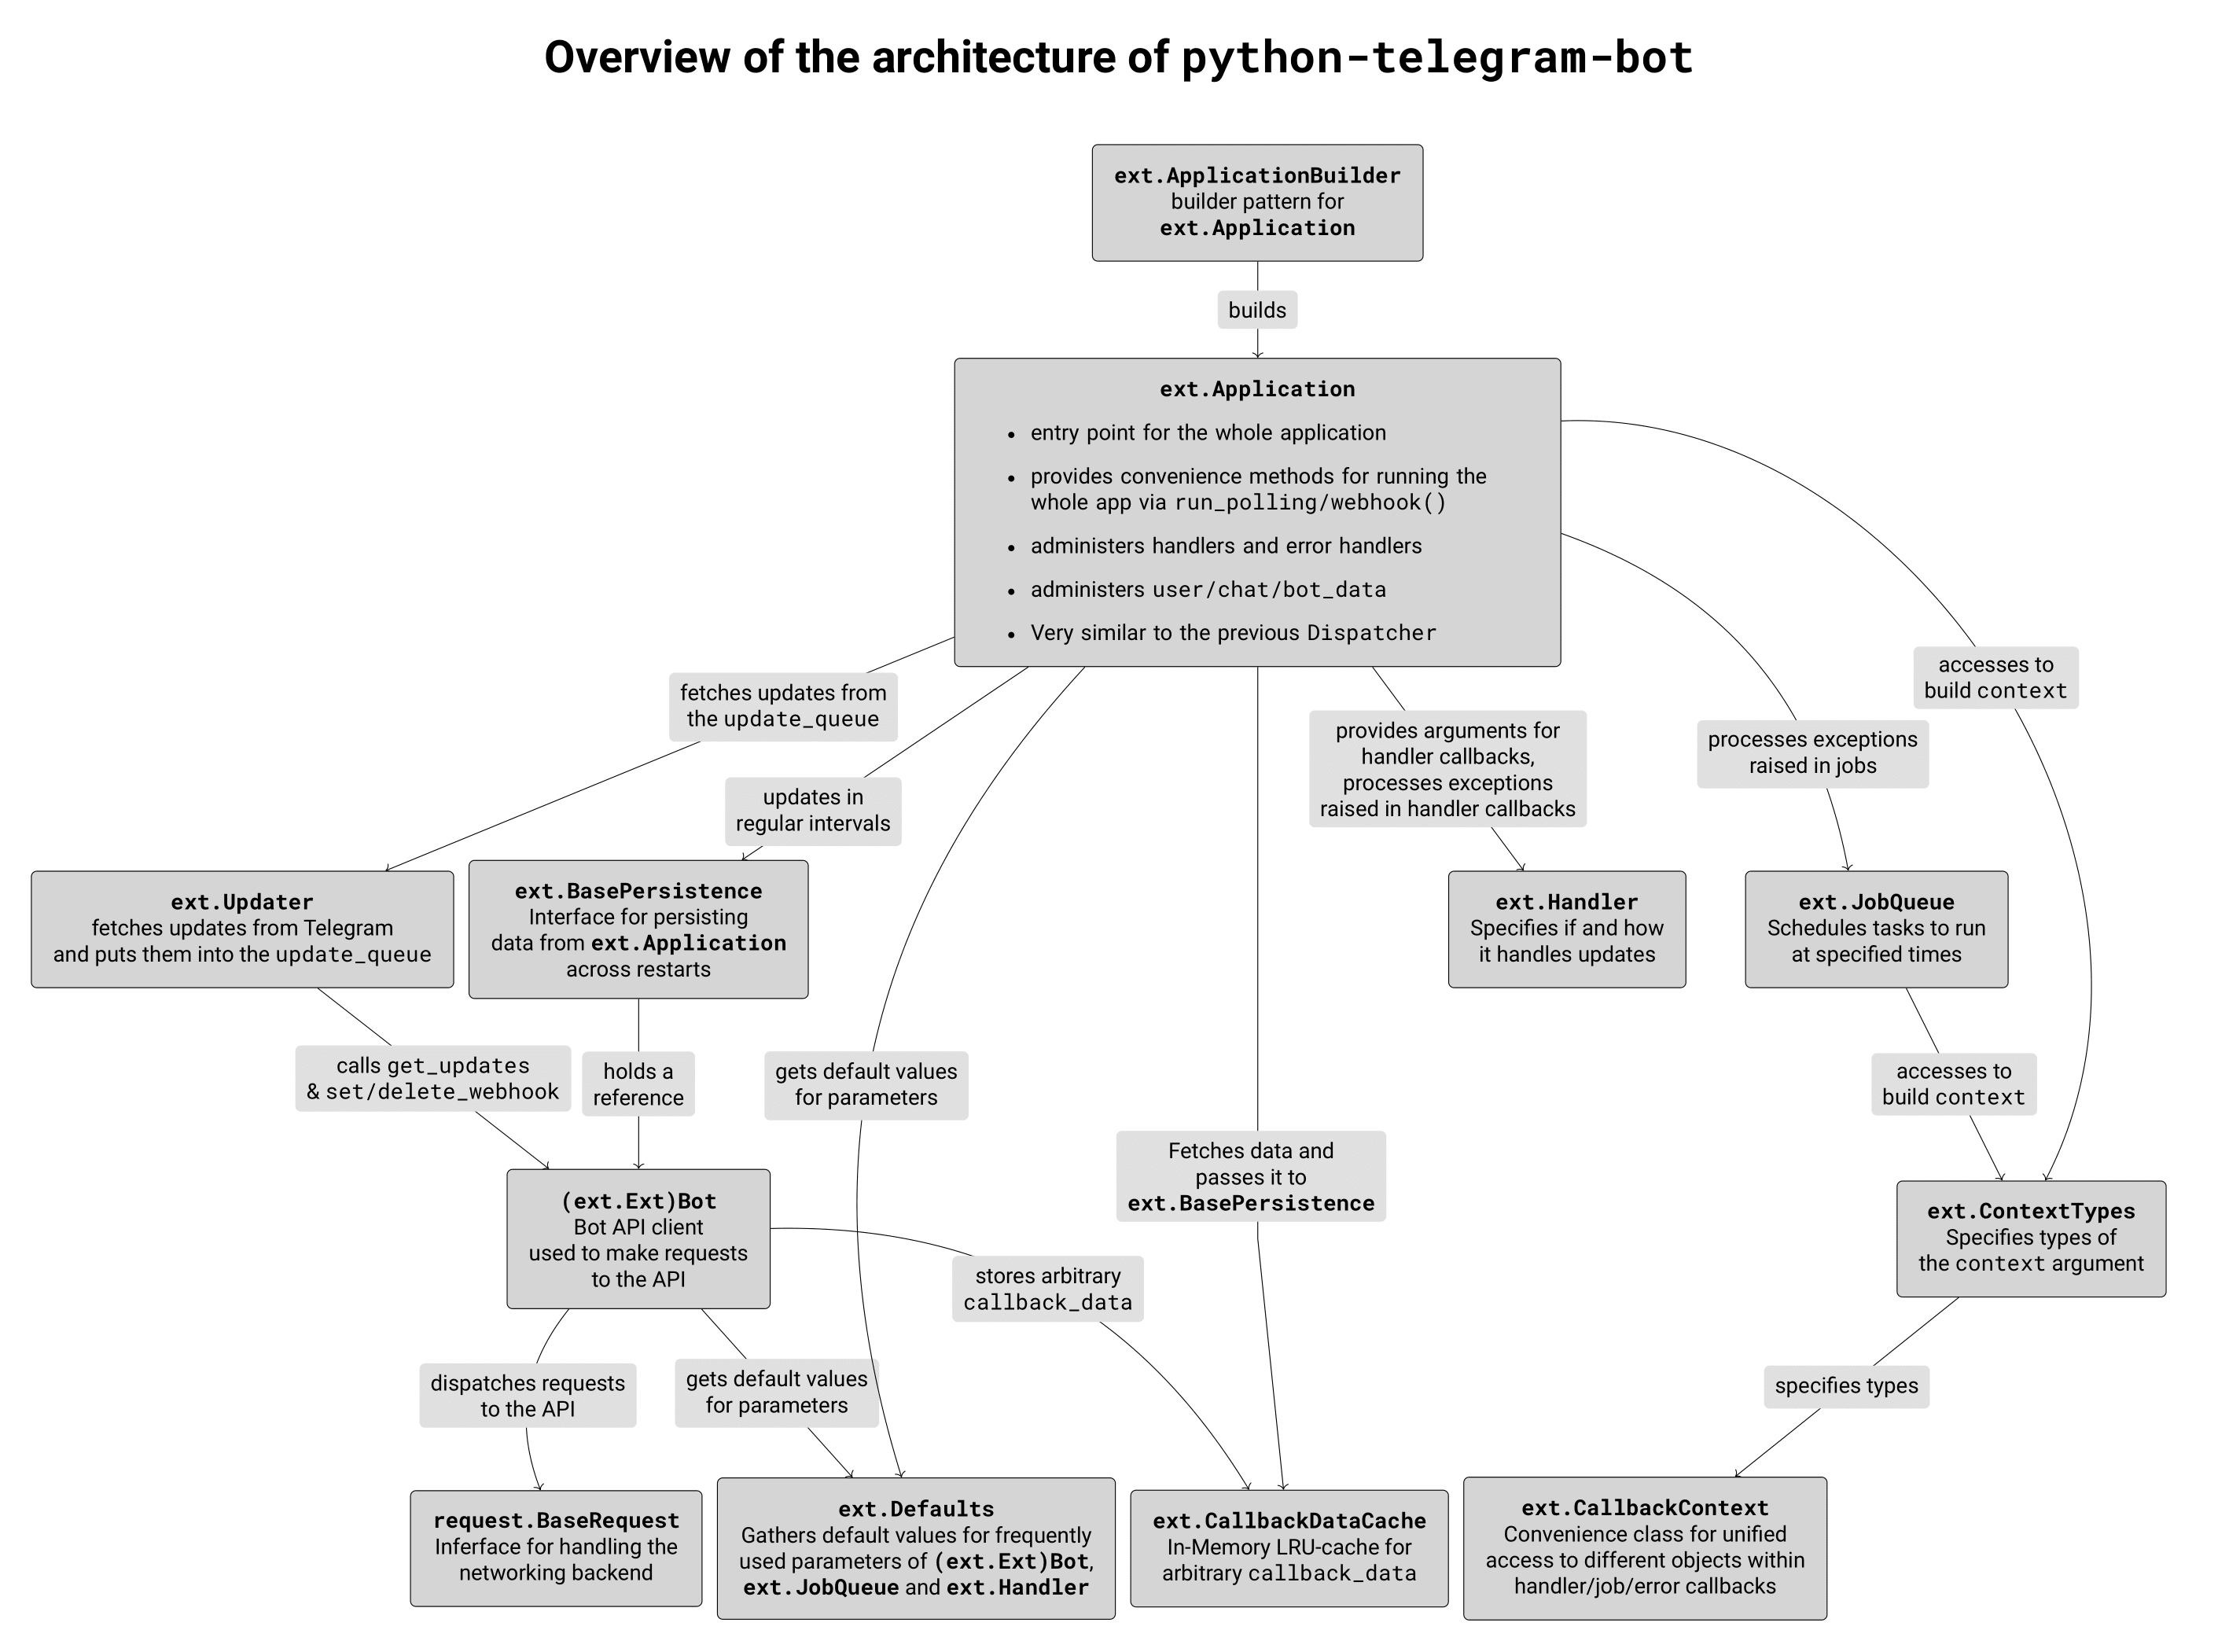 Overview of the architecture of python-telegram-bot
ext.ApplicationBuilder
builder pattern for
ext.Application
builds
ext.Application
• entry point for the whole application
• provides convenience methods for running the
whole app via run_polling/webhook()
• administers handlers and error handlers
• administers user/chat/bot_data
• Very similar to the previous Dispatcher
fetches updates from
the update_queue
updates in
regular intervals
provides arguments for
handler callbacks,
processes exceptions
raised in handler callbacks
processes exceptions
raised in jobs
accesses to
build context
ext.Updater
fetches updates from Telegram
and puts them into the update_queue
ext.BasePersistence
Interface for persisting
data from ext.Application
across restarts
ext.Handler
Specifies if and how
it handles updates
ext.JobQueue
Schedules tasks to run
at specified times
calls get_updates
& set/delete_webhook
holds a
reference
gets default values
for parameters
accesses to
build context
Fetches data and
passes it to
ext.BasePersistence
(ext.Ext)Bot
Bot API client
used to make requests
to the API
stores arbitrary
callback_data
ext.ContextTypes
Specifies types of
the context argument
dispatches requests
to the API
gets default values
for parameters
specifies types
request.BaseRequest
Inferface for handling the
networking backend
ext.Defaults
Gathers default values for frequently
used parameters of (ext.Ext)Bot,
ext.JobQueue and ext.Handler
ext.CallbackDataCache
In-Memory LRU-cache for
arbitrary callback_data
ext.CallbackContext
Convenience class for unified
access to different objects within
handler/job/error callbacks